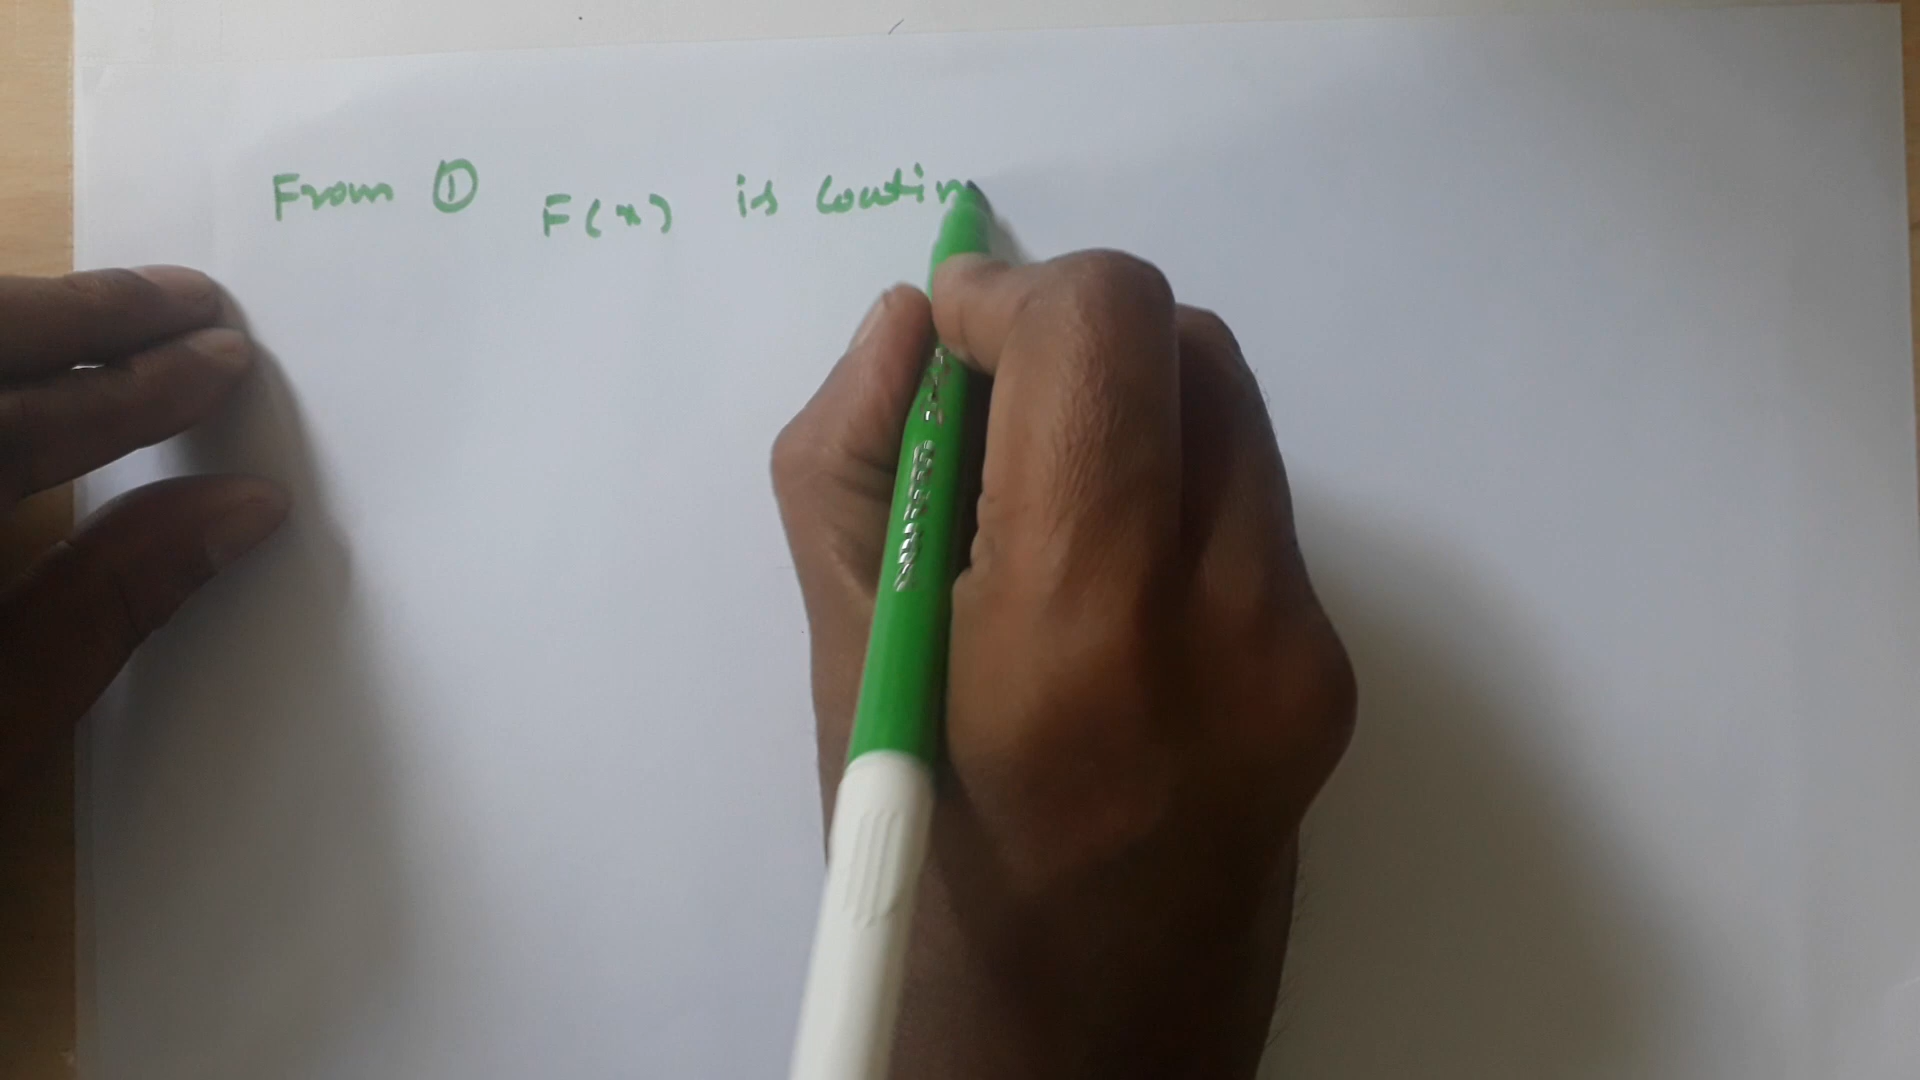 From ① F(x) is contin